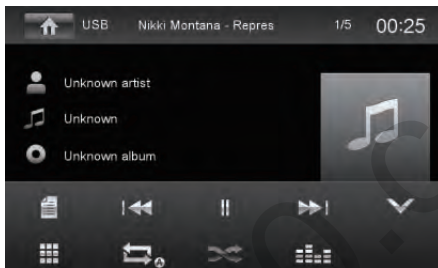 USB Nikki Montana - Repres 1/5 00:25
Unknown artist
Unknown
Unknown album